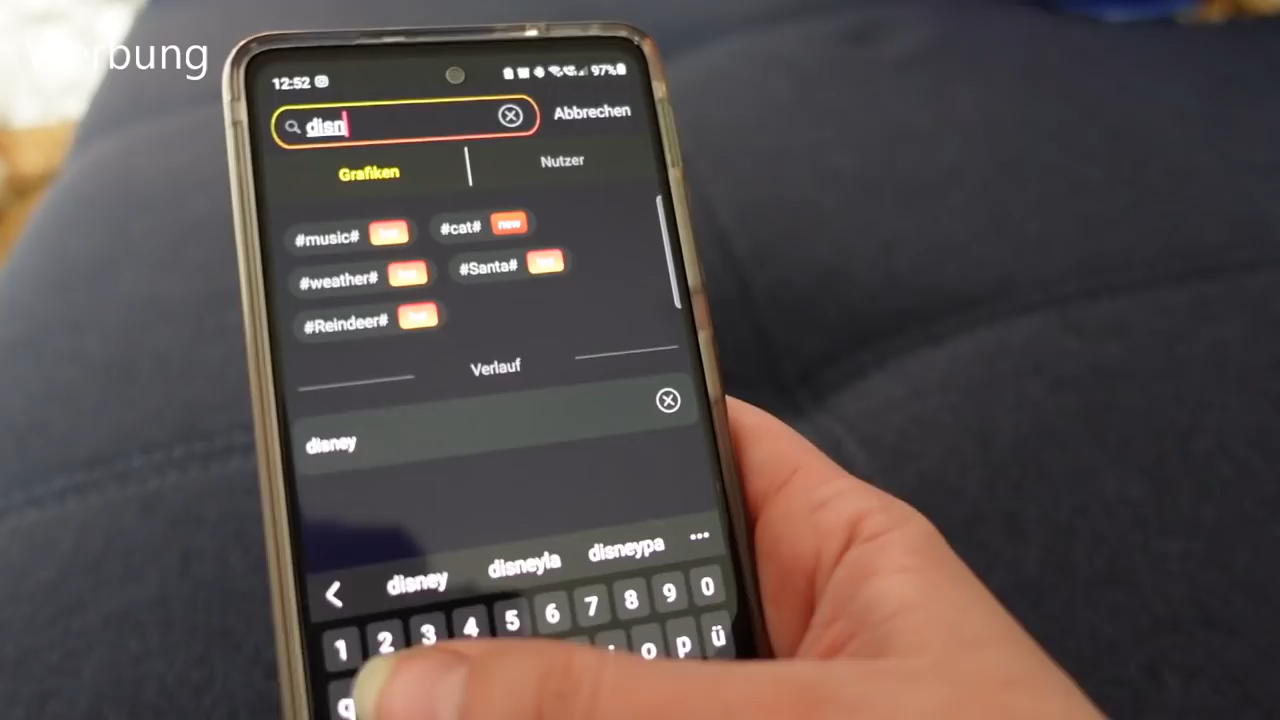 Werbung
12:52
97%
disn
Abbrechen
Grafiken
Nutzer
#music#
#cat# new
#weather#
#Santa#
#Reindeer#
Verlauf
disney
disney disneyla disneypa ...
1 2 3 4 5 6 7 8 9 0
o p ü
q